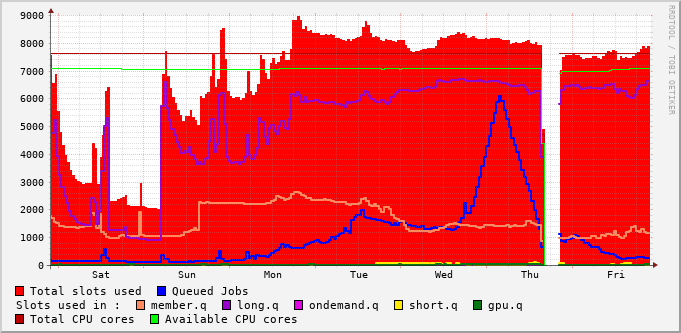 9000
8000
7000
6000
5000
4000
3000
2000
1000
0
Sat Sun Mon Tue Wed Thu Fri
RRDTOOL / TOBI OETIKER
Total slots used Queued Jobs
Slots used in : member.q long.q ondemand.q short.q gpu.q
Total CPU cores Available CPU cores